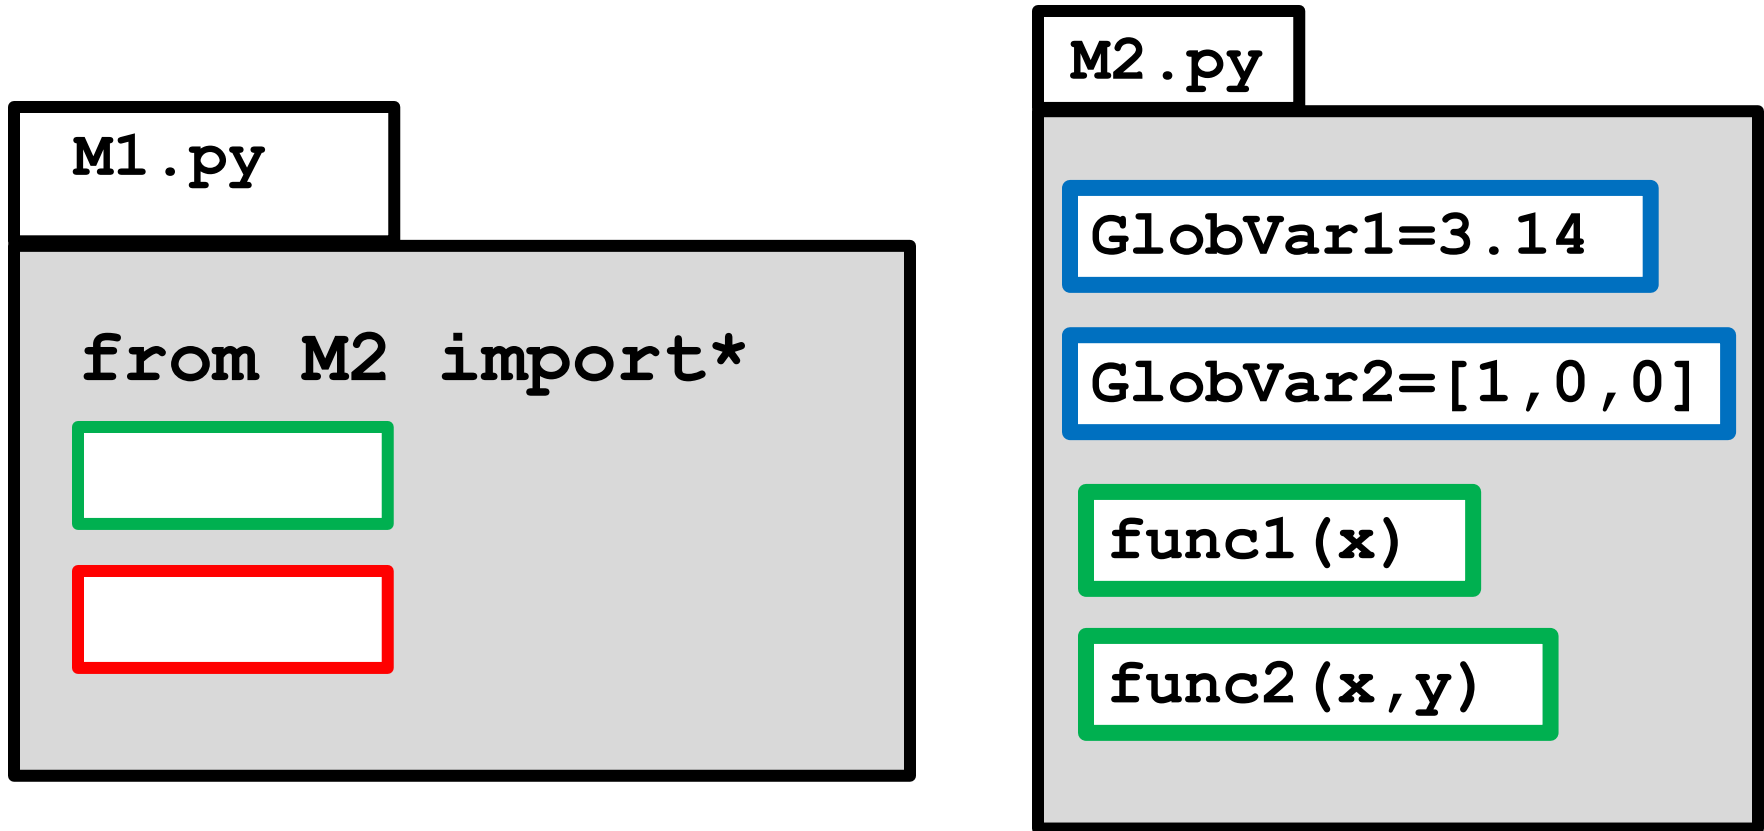 M1.py
from M2 import*
M2.py
GlobVar1=3.14
GlobVar2=[1,0,0]
func1(x)
func2(x,y)